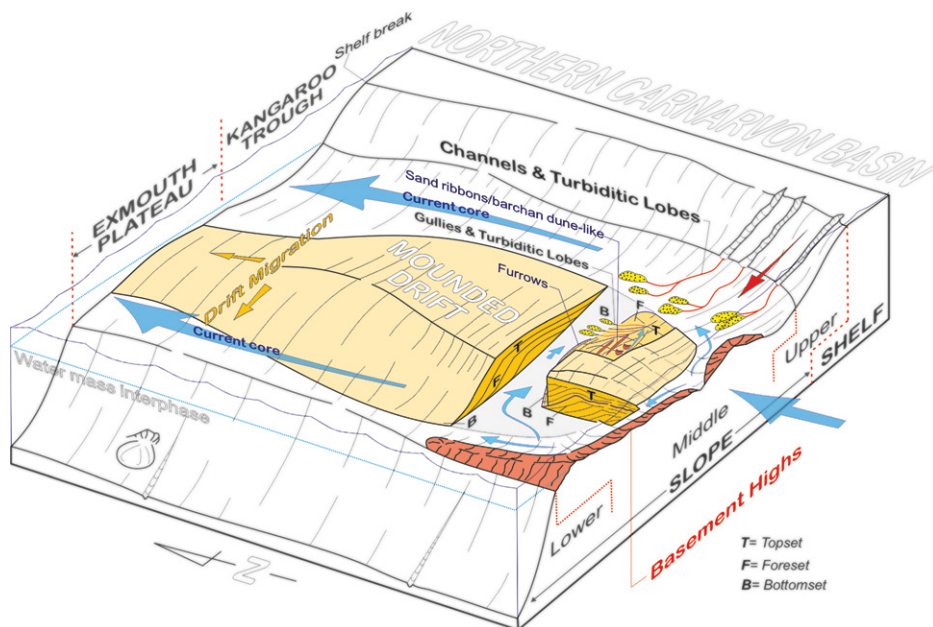 NORTHERN CARNARVON BASIN
Shelf break
KANGAROO
TROUGH
EXMOUTH
PLATEAU
Channels & Turbiditic Lobes
Sand ribbons/barchan dune-like
Current core
Gullies & Turbiditic Lobes
Furrows
MOUNDED
DRIFT
Drift Migration
Current core
Water mass interphase
B
F
T
T
F
B
T
B
F
Upper
SHELF
Middle
SLOPE
Lower
Basement Highs
T= Topset
F= Foreset
B= Bottomset
N